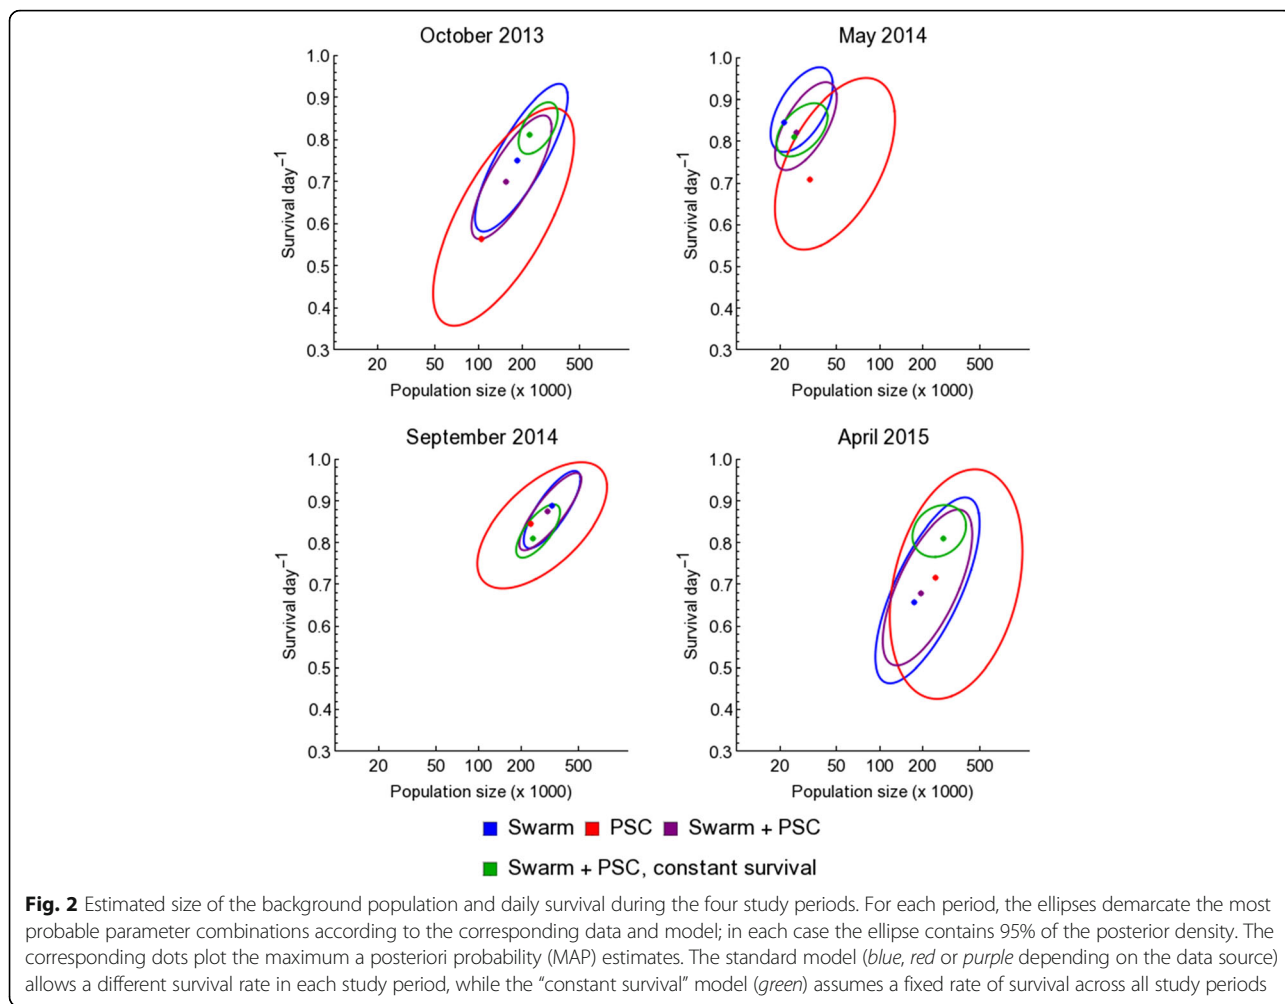 October 2013
1.0
0.9
0.8
0.7
0.6
0.5
0.4
0.3
Survival day⁻¹
20 50 100 200 500
Population size (x 1000)
May 2014
1.0
0.9
0.8
0.7
0.6
0.5
0.4
0.3
Survival day⁻¹
20 50 100 200 500
Population size (x 1000)
September 2014
1.0
0.9
0.8
0.7
0.6
0.5
0.4
0.3
Survival day⁻¹
20 50 100 200 500
Population size (x 1000)
April 2015
1.0
0.9
0.8
0.7
0.6
0.5
0.4
0.3
Survival day⁻¹
20 50 100 200 500
Population size (x 1000)
Swarm PSC Swarm + PSC
Swarm + PSC, constant survival
Fig. 2 Estimated size of the background population and daily survival during the four study periods. For each period, the ellipses demarcate the most
probable parameter combinations according to the corresponding data and model; in each case the ellipse contains 95% of the posterior density. The
corresponding dots plot the maximum a posteriori probability (MAP) estimates. The standard model (blue, red or purple depending on the data source)
allows a different survival rate in each study period, while the “constant survival” model (green) assumes a fixed rate of survival across all study periods